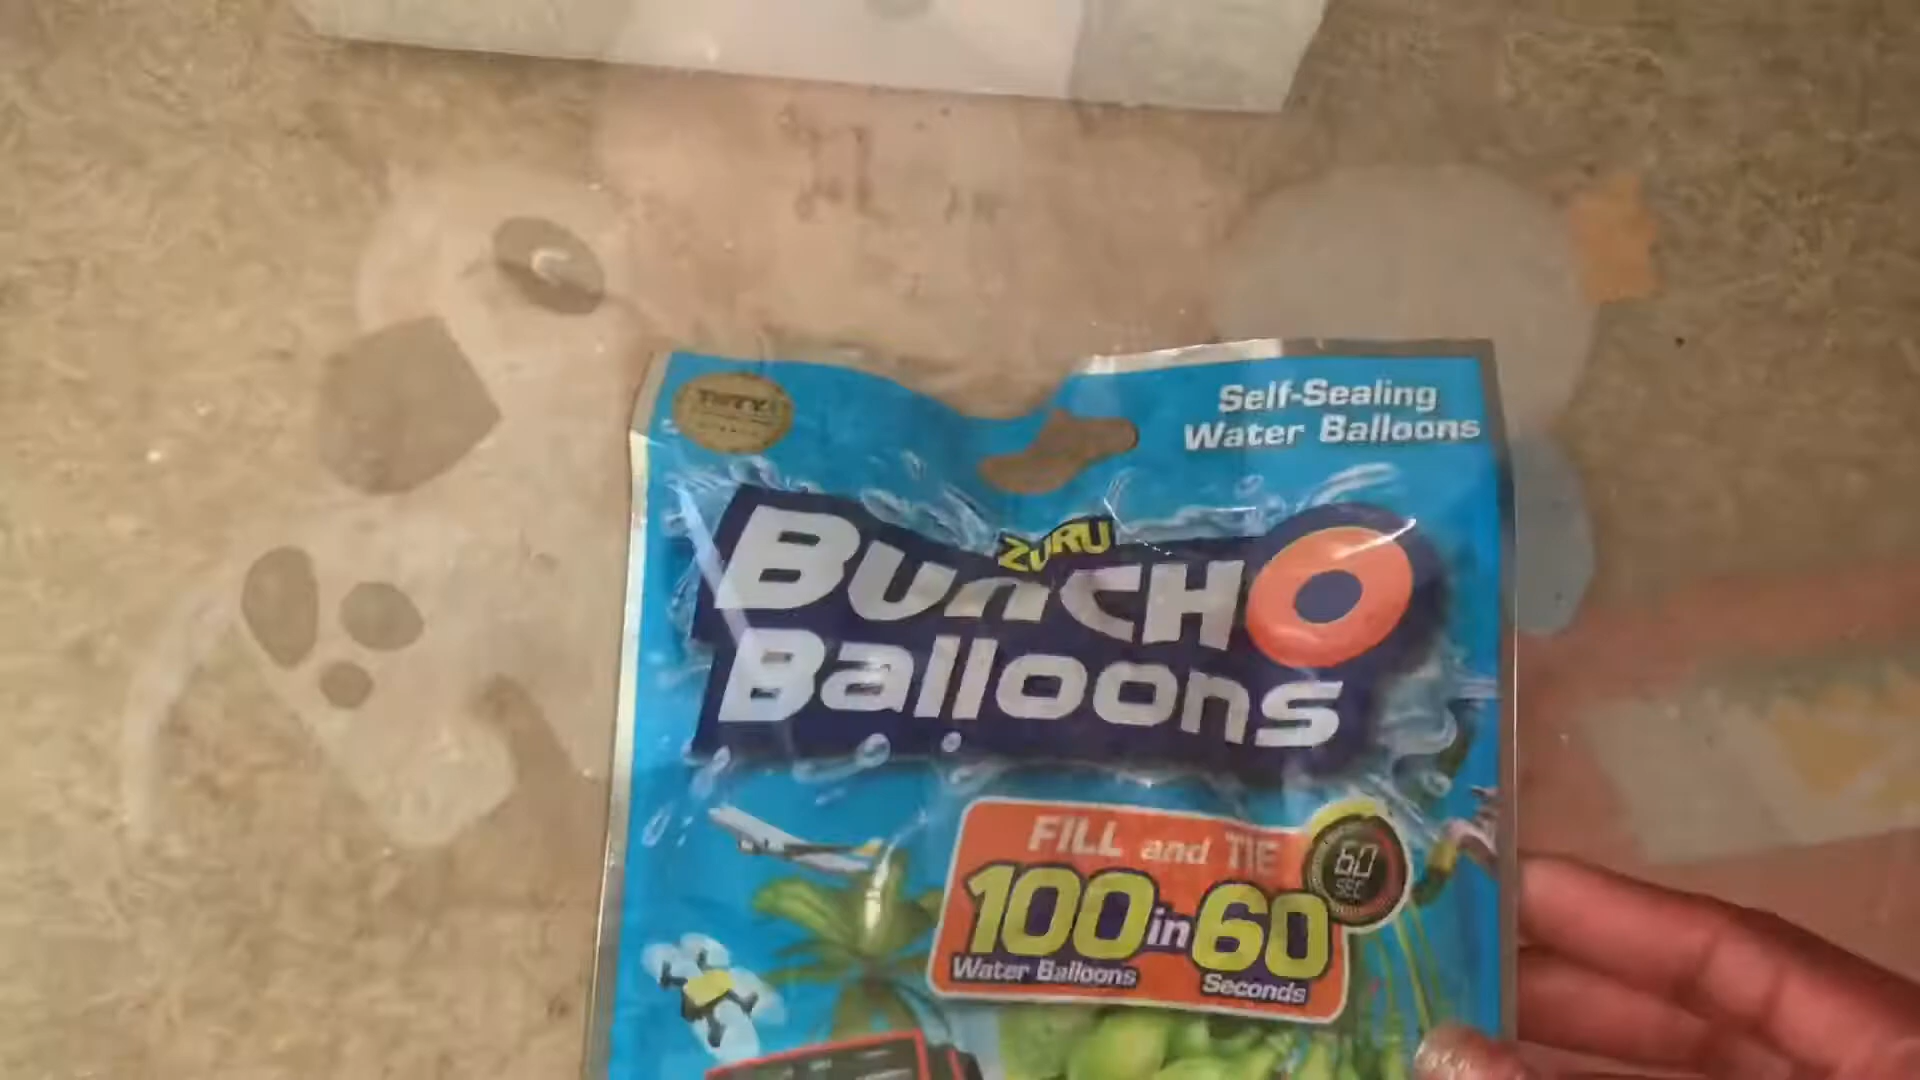 Self-Sealing
Water Balloons
ZURU
BUNCH O
Balloons
FILL and TIE
60
SEC
100 in 60
Water Balloons Seconds